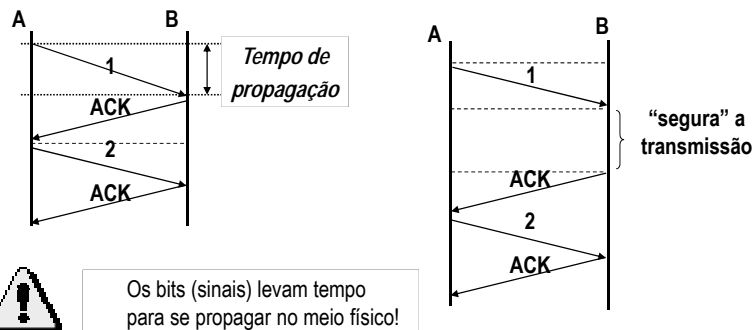 A
B
Tempo de
propagação
1
ACK
2
ACK
A
B
1
“segura” a
transmissão
ACK
2
ACK
!
Os bits (sinais) levam tempo
para se propagar no meio físico!